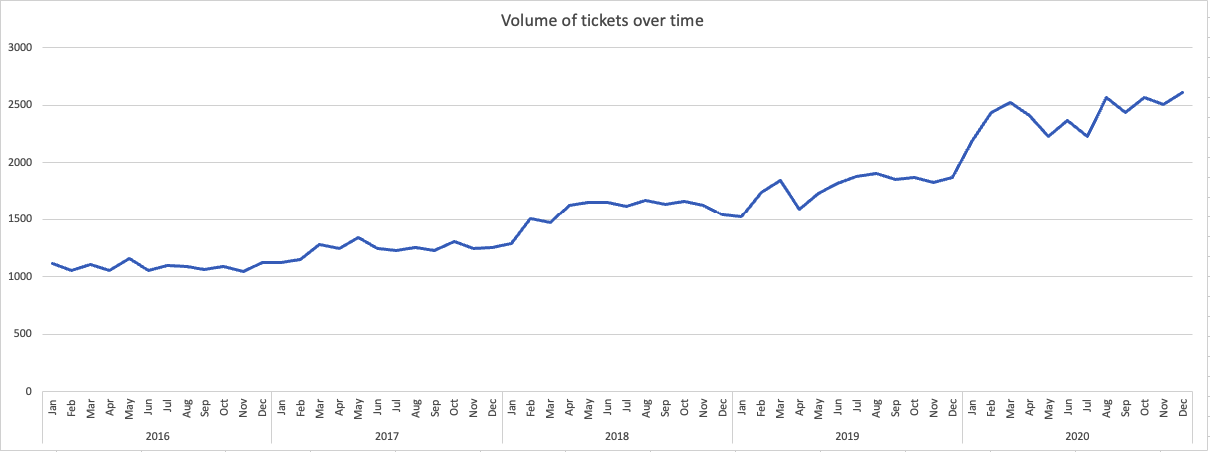 Volume of tickets over time
3000
2500
2000
1500
1000
500
0
Jan Feb Mar Apr May Jun Jul Aug Sep Oct Nov Dec Jan Feb Mar Apr May Jun Jul Aug Sep Oct Nov Dec Jan Feb Mar Apr May Jun Jul Aug Sep Oct Nov Dec Jan Feb Mar Apr May Jun Jul Aug Sep Oct Nov Dec Jan Feb Mar Apr May Jun Jul Aug Sep Oct Nov Dec
2016 2017 2018 2019 2020